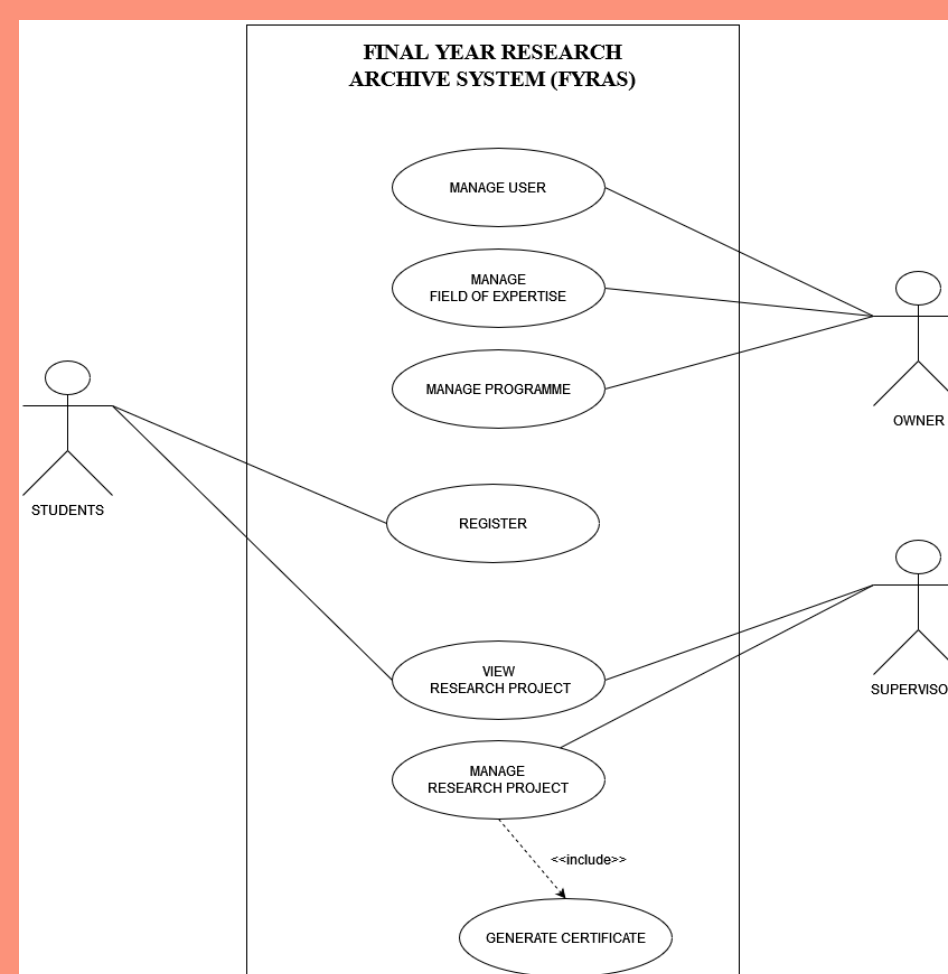 FINAL YEAR RESEARCH
ARCHIVE SYSTEM (FYRAS)
MANAGE USER
MANAGE
FIELD OF EXPERTISE
MANAGE PROGRAMME
OWNER
STUDENTS
REGISTER
VIEW
RESEARCH PROJECT
SUPERVISO
MANAGE
RESEARCH PROJECT
<<include>>
GENERATE CERTIFICATE